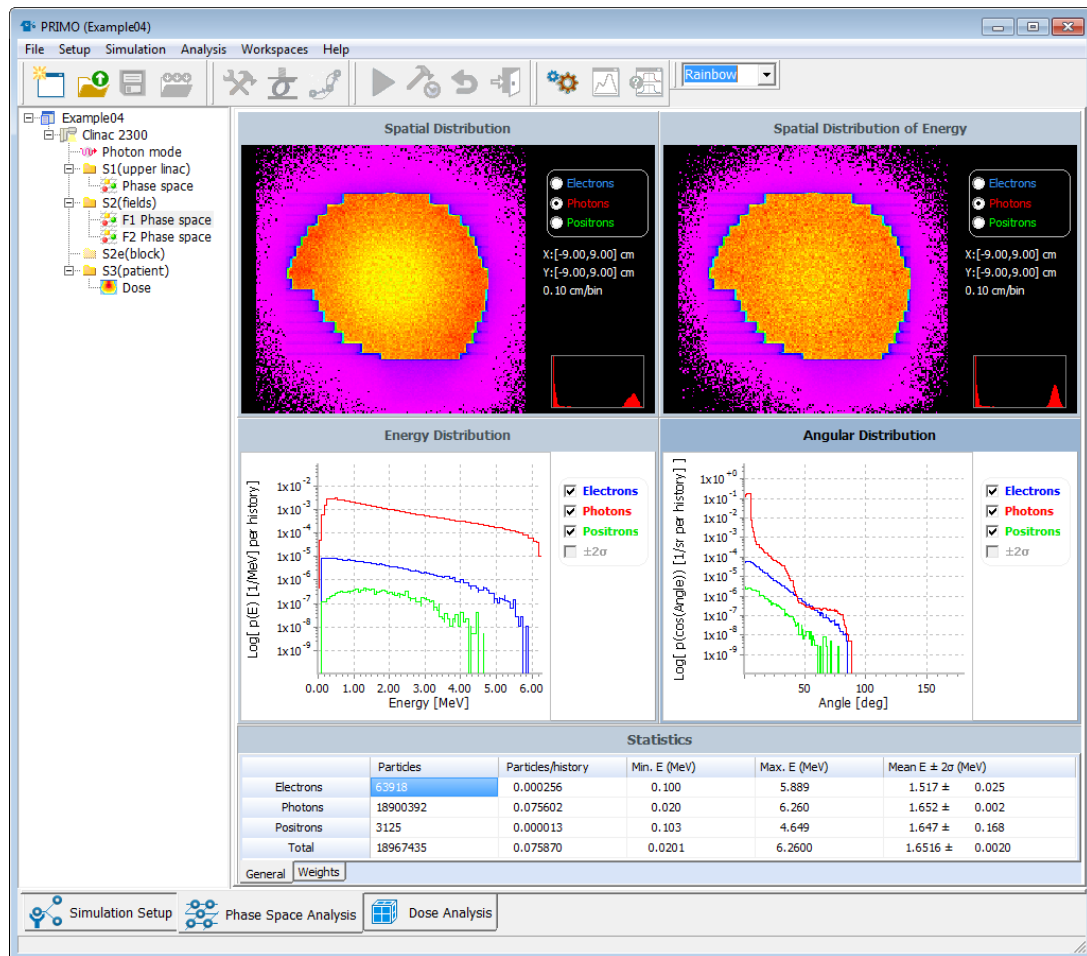 PRIMO (Example04)
File Setup Simulation Analysis Workspaces Help
Rainbow
Example04
Clinac 2300
Photon mode
S1(upper linac)
Phase space
S2(fields)
F1 Phase space
F2 Phase space
S2e(block)
S3(patient)
Dose
Spatial Distribution
Electrons
Photons
Positrons
X:[-9.00,9.00] cm
Y:[-9.00,9.00] cm
0.10 cm/bin
Spatial Distribution of Energy
Electrons
Photons
Positrons
X:[-9.00,9.00] cm
Y:[-9.00,9.00] cm
0.10 cm/bin
Energy Distribution
Log[ p(E) [1/MeV] per history]
1x10-2
1x10-3
1x10-4
1x10-5
1x10-6
1x10-7
1x10-8
1x10-9
0.00 1.00 2.00 3.00 4.00 5.00 6.00
Energy [MeV]
Electrons
Photons
Positrons
±2σ
Angular Distribution
Log[ p(cos(Angle)) [1/sr per history] ]
1x10+0
1x10-1
1x10-2
1x10-3
1x10-4
1x10-5
1x10-6
1x10-7
1x10-8
1x10-9
50 100 150
Angle [deg]
Electrons
Photons
Positrons
±2σ
Statistics
Particles Particles/history Min. E (MeV) Max. E (MeV) Mean E ± 2σ (MeV)
Electrons 63918 0.000256 0.100 5.889 1.517 ± 0.025
Photons 18900392 0.075602 0.020 6.260 1.652 ± 0.002
Positrons 3125 0.000013 0.103 4.649 1.647 ± 0.168
Total 18967435 0.075870 0.0201 6.2600 1.6516 ± 0.0020
General Weights
Simulation Setup Phase Space Analysis Dose Analysis